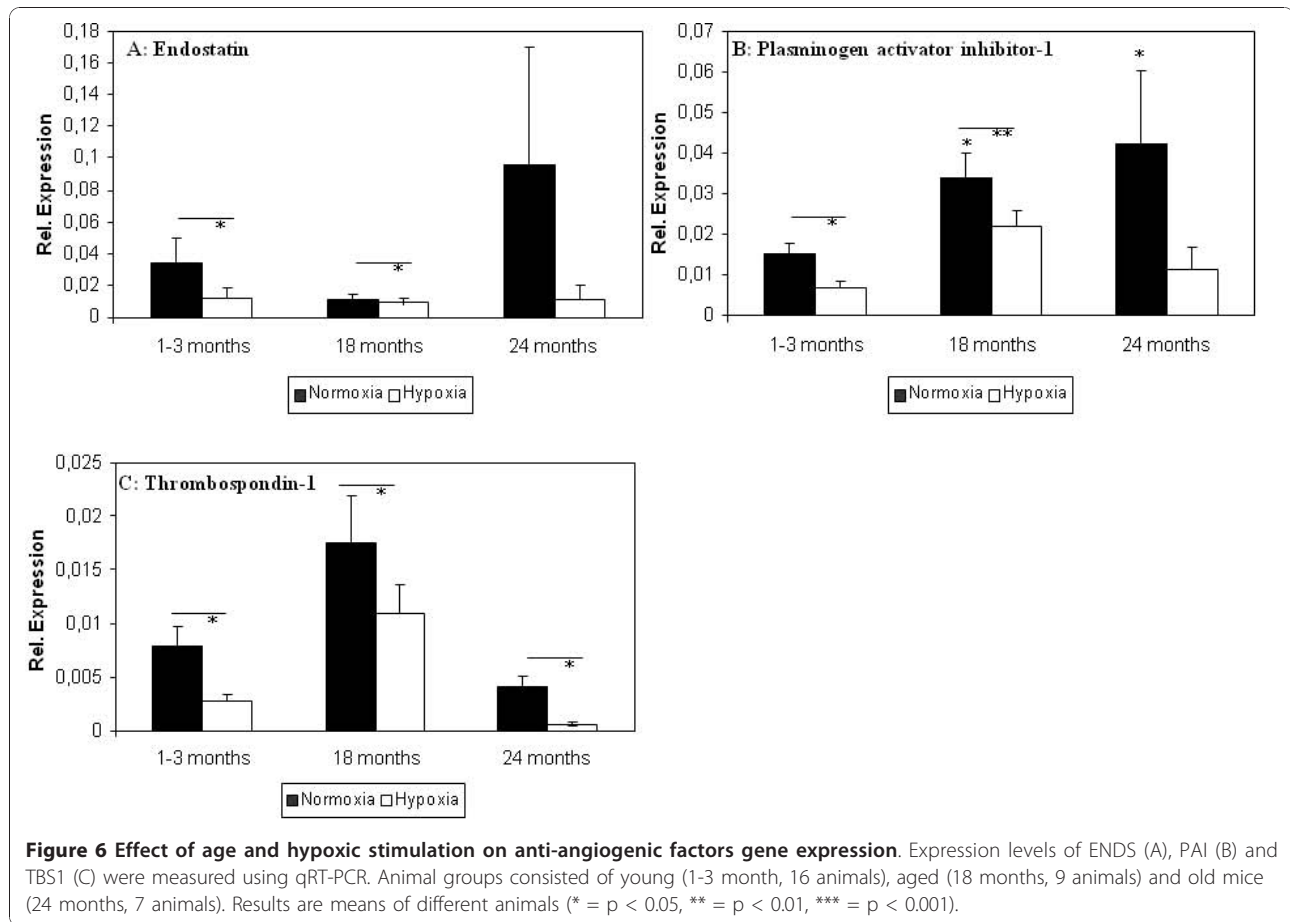 A: Endostatin
Rel. Expression
0,18
0,16
0,14
0,12
0,1
0,08
0,06
0,04
0,02
0
*
*
1-3 months
18 months
24 months
Normoxia Hypoxia
B: Plasminogen activator inhibitor-1
Rel. Expression
0,07
0,06
0,05
0,04
0,03
0,02
0,01
0
*
*
**
*
1-3 months
18 months
24 months
Normoxia Hypoxia
C: Thrombospondin-1
Rel. Expression
0,025
0,02
0,015
0,01
0,005
0
*
*
*
1-3 months
18 months
24 months
Normoxia Hypoxia
Figure 6 Effect of age and hypoxic stimulation on anti-angiogenic factors gene expression. Expression levels of ENDS (A), PAI (B) and
TBS1 (C) were measured using qRT-PCR. Animal groups consisted of young (1-3 month, 16 animals), aged (18 months, 9 animals) and old mice
(24 months, 7 animals). Results are means of different animals (* = p < 0.05, ** = p < 0.01, *** = p < 0.001).